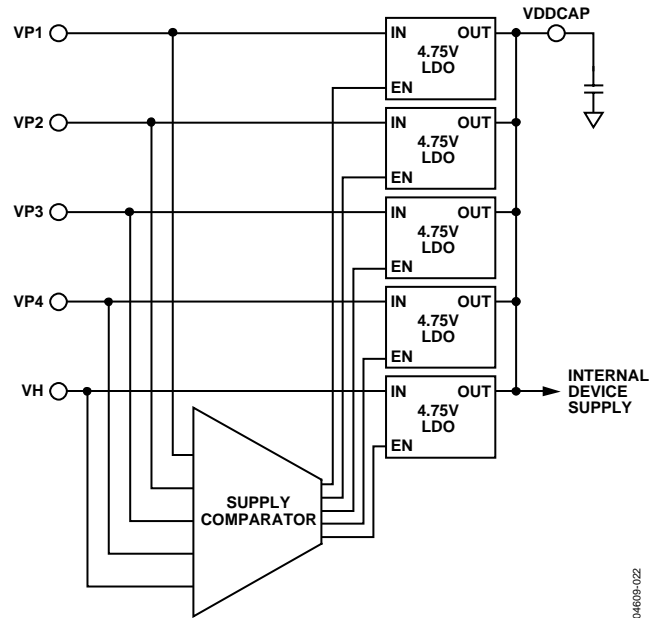 VP1
IN
OUT
VDDCAP
4.75V
LDO
EN
VP2
IN
OUT
4.75V
LDO
EN
VP3
IN
OUT
4.75V
LDO
EN
VP4
IN
OUT
4.75V
LDO
EN
VH
IN
OUT
4.75V
LDO
EN
INTERNAL
DEVICE
SUPPLY
SUPPLY
COMPARATOR
04609-022